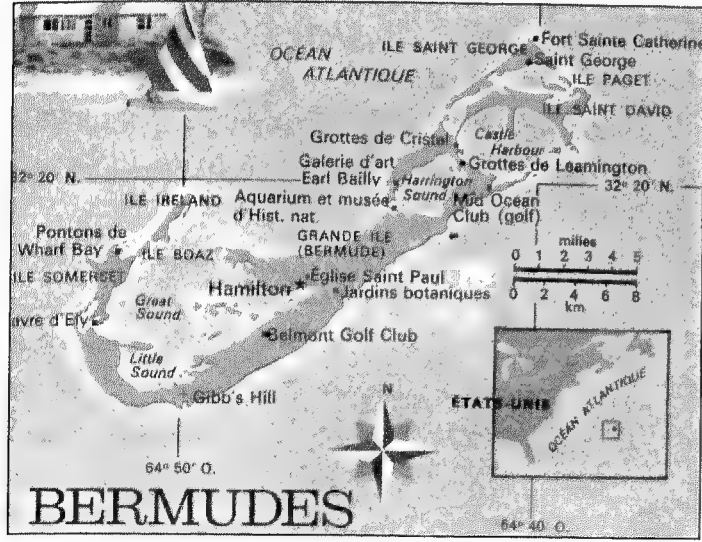 OCÉAN
ATLANTIQUE
ILE SAINT GEORGE
Fort Sainte Catherine
Saint George
ILE PAGET
ILE SAINT DAVID
Grottes de Cristal
Castle
Harbour
Galerie d'art
Earl Bailly
Harrington
Sound
Grottes de Leamington
32° 20' N.
32° 20' N.
ILE IRELAND
Aquarium et musée
d'Hist. nat.
Mid Ocean
Club (golf)
Pontons de
Wharf Bay
ILE BOAZ
GRANDE ILE
(BERMUDE)
milles
0 1 2 3 4 5
0 2 4 6 8
km
ILE SOMERSET
Great
Sound
Hamilton
Église Saint Paul
Jardins botaniques
avre d'Ely
Belmont Golf Club
Little
Sound
Gibb's Hill
N
ÉTATS-UNIS
OCÉAN ATLANTIQUE
64° 50' O.
64° 40' O.
BERMUDES